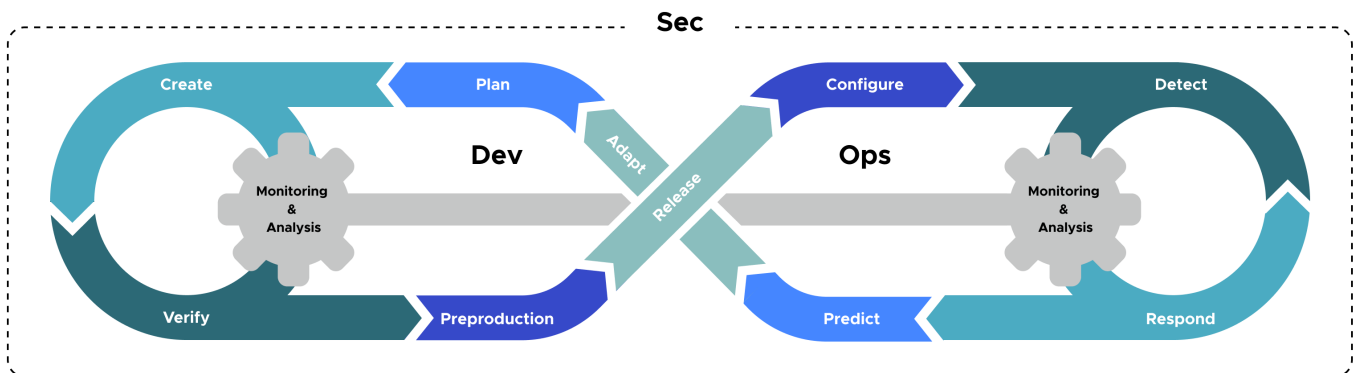 Sec
Create
Plan
Configure
Detect
Adapt
Dev
Ops
Monitoring
&
Analysis
Release
Monitoring
&
Analysis
Verify
Preproduction
Predict
Respond